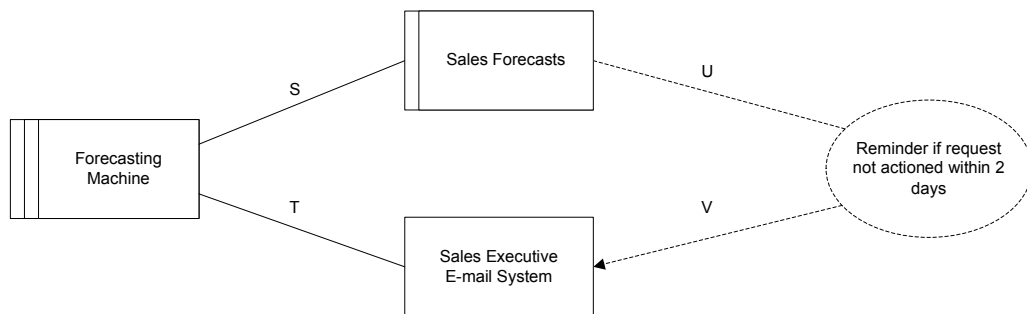 Sales Forecasts
U
S
Forecasting
Machine
Reminder if request
not actioned within 2
days
T
V
Sales Executive
E-mail System